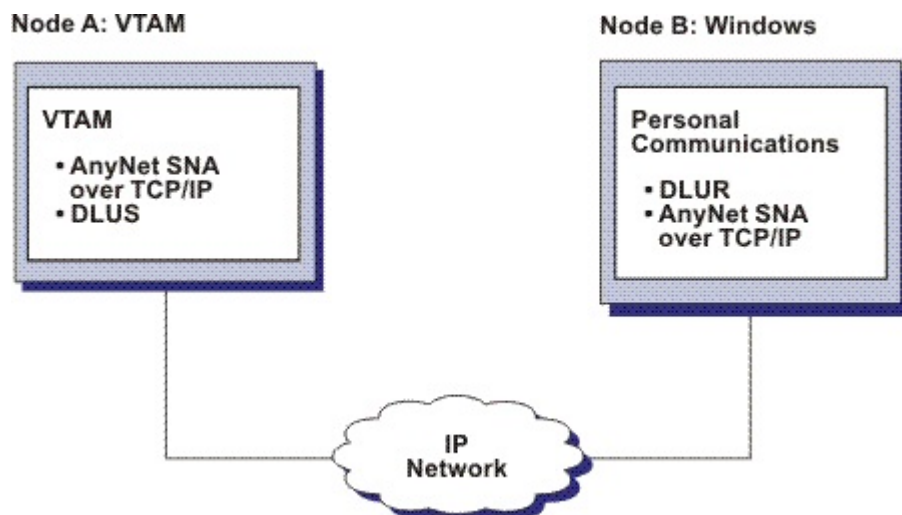 Node A: VTAM
VTAM
▪ AnyNet SNA
over TCP/IP
▪ DLUS
Node B: Windows
Personal
Communications
▪ DLUR
▪ AnyNet SNA
over TCP/IP
IP
Network